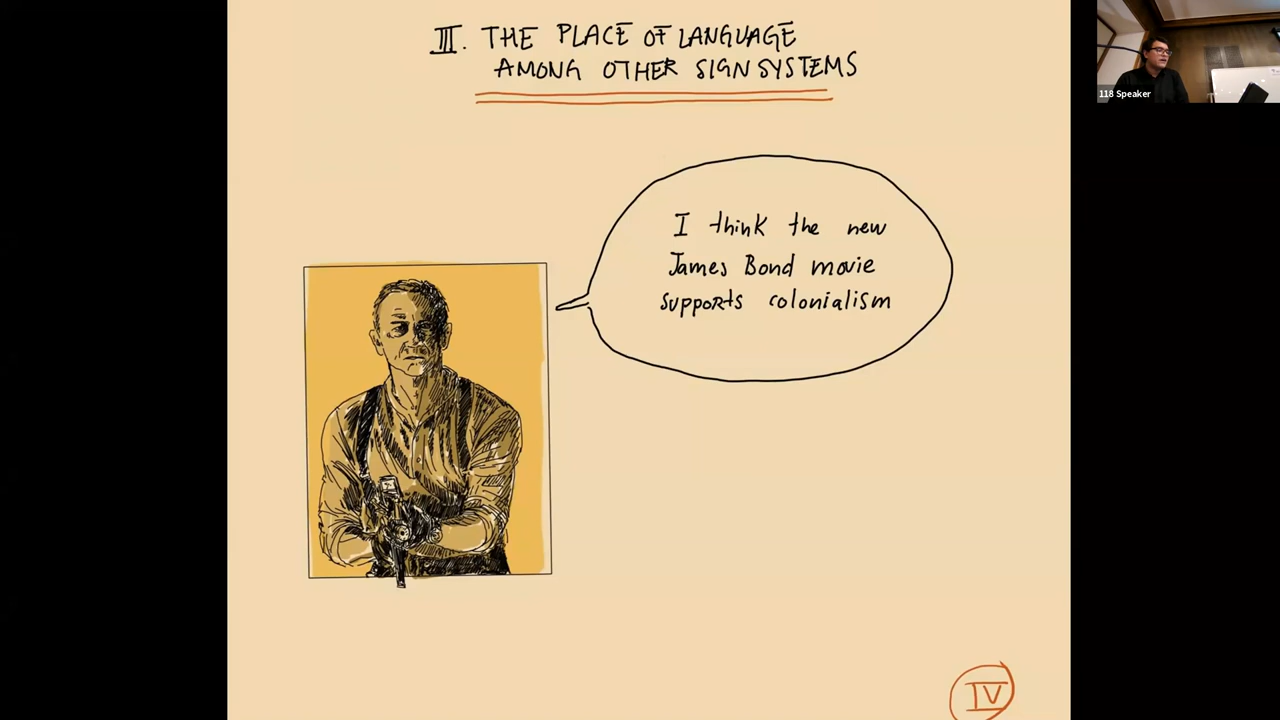 III. THE PLACE OF LANGUAGE
AMONG OTHER SIGN SYSTEMS
I think the new
James Bond movie
supports colonialism
IV
118 Speaker